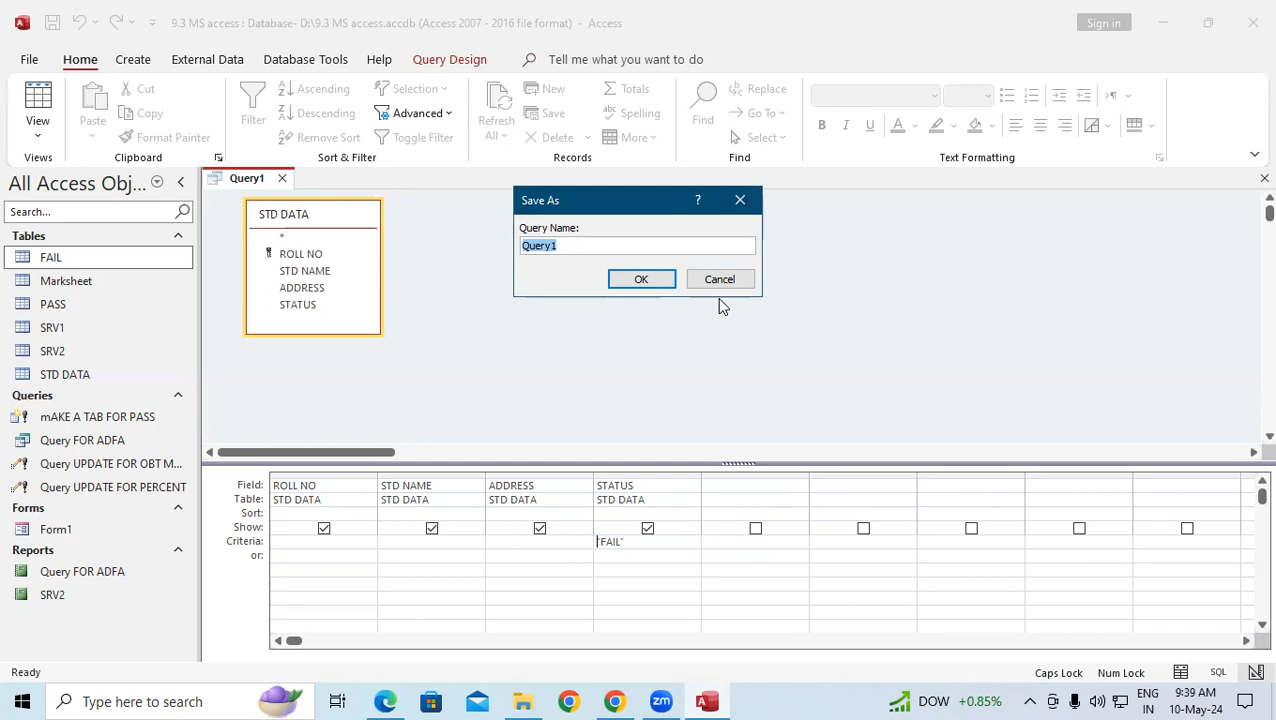 9.3 MS access : Database- D:\9.3 MS access.accdb (Access 2007 - 2016 file format) - Access
Sign in
File Home Create External Data Database Tools Help Query Design Tell me what you want to do
View
Views
Paste
Cut
Copy
Format Painter
Clipboard
Filter
Ascending
Descending
Remove Sort
Selection
Advanced
Toggle Filter
Sort & Filter
Refresh
All
New
Save
Delete
Totals
Spelling
More
Records
Find
Replace
Go To
Select
Find
B I U
A
Text Formatting
All Access Obj...
Search...
Tables
FAIL
Marksheet
PASS
SRV1
SRV2
STD DATA
Queries
mAKE A TAB FOR PASS
Query FOR ADFA
Query UPDATE FOR OBT M...
Query UPDATE FOR PERCENT
Forms
Form1
Reports
Query FOR ADFA
SRV2
Query1
STD DATA
*
ROLL NO
STD NAME
ADDRESS
STATUS
Save As
?
Query Name:
Query1
OK Cancel
Field: ROLL NO STD NAME ADDRESS STATUS
Table: STD DATA STD DATA STD DATA STD DATA
Sort:
Show:
Criteria: "FAIL"
or:
Ready
Caps Lock Num Lock SQL
Type here to search
DOW +0.85%
ENG
IN
9:39 AM
10-May-24